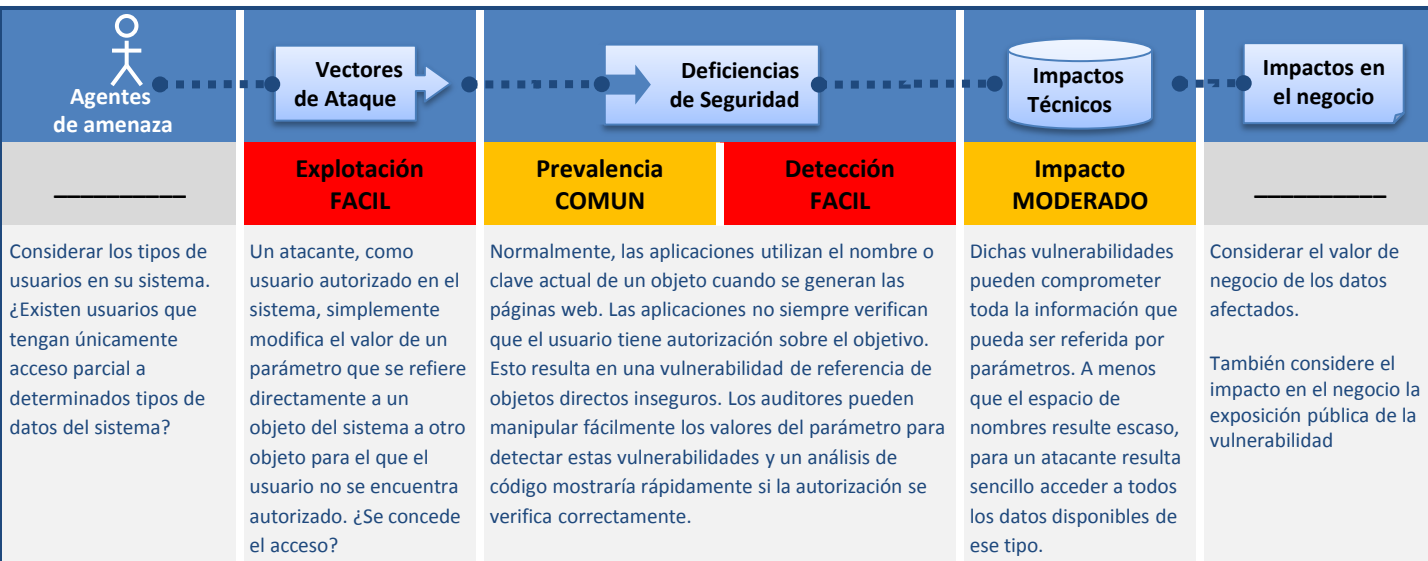 Agentes
de amenaza
Vectores
de Ataque
Deficiencias
de Seguridad
Impactos
Técnicos
Impactos en
el negocio
__________
Explotación
FACIL
Prevalencia
COMUN
Detección
FACIL
Impacto
MODERADO
__________
Considerar los tipos de
usuarios en su sistema.
¿Existen usuarios que
tengan únicamente
acceso parcial a
determinados tipos de
datos del sistema?
Un atacante, como
usuario autorizado en el
sistema, simplemente
modifica el valor de un
parámetro que se refiere
directamente a un
objeto del sistema a otro
objeto para el que el
usuario no se encuentra
autorizado. ¿Se concede
el acceso?
Normalmente, las aplicaciones utilizan el nombre o
clave actual de un objeto cuando se generan las
páginas web. Las aplicaciones no siempre verifican
que el usuario tiene autorización sobre el objetivo.
Esto resulta en una vulnerabilidad de referencia de
objetos directos inseguros. Los auditores pueden
manipular fácilmente los valores del parámetro para
detectar estas vulnerabilidades y un análisis de
código mostraría rápidamente si la autorización se
verifica correctamente.
Dichas vulnerabilidades
pueden comprometer
toda la información que
pueda ser referida por
parámetros. A menos
que el espacio de
nombres resulte escaso,
para un atacante resulta
sencillo acceder a todos
los datos disponibles de
ese tipo.
Considerar el valor de
negocio de los datos
afectados.
También considere el
impacto en el negocio la
exposición pública de la
vulnerabilidad